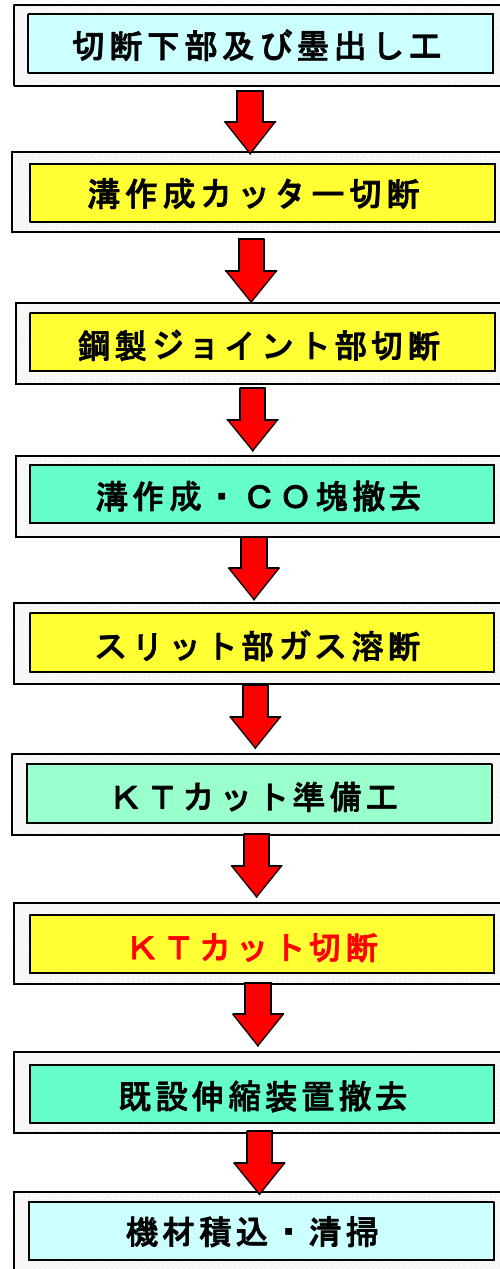 切断下部及び墨出し工
溝作成カッター切断
鋼製ジョイント部切断
溝作成・ＣＯ塊撤去
スリット部ガス溶断
ＫＴカット準備工
ＫＴカット切断
既設伸縮装置撤去
機材積込・清掃